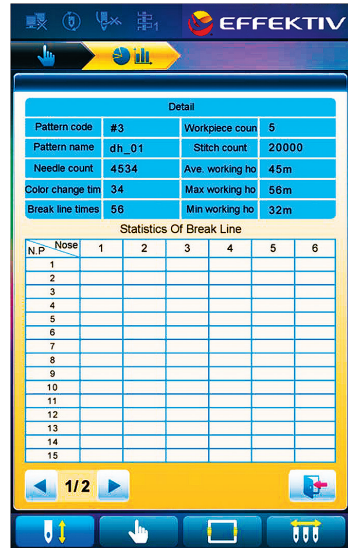 EFFEKTIV
Detail
Pattern code #3 Workpiece coun 5
Pattern name dh_01 Stitch count 20000
Needle count 4534 Ave. working ho 45m
Color change tim 34 Max working ho 56m
Break line times 56 Min working ho 32m
Statistics Of Break Line
N.P Nose 1 2 3 4 5 6
1
2
3
4
5
6
7
8
9
10
11
12
13
14
15
1/2